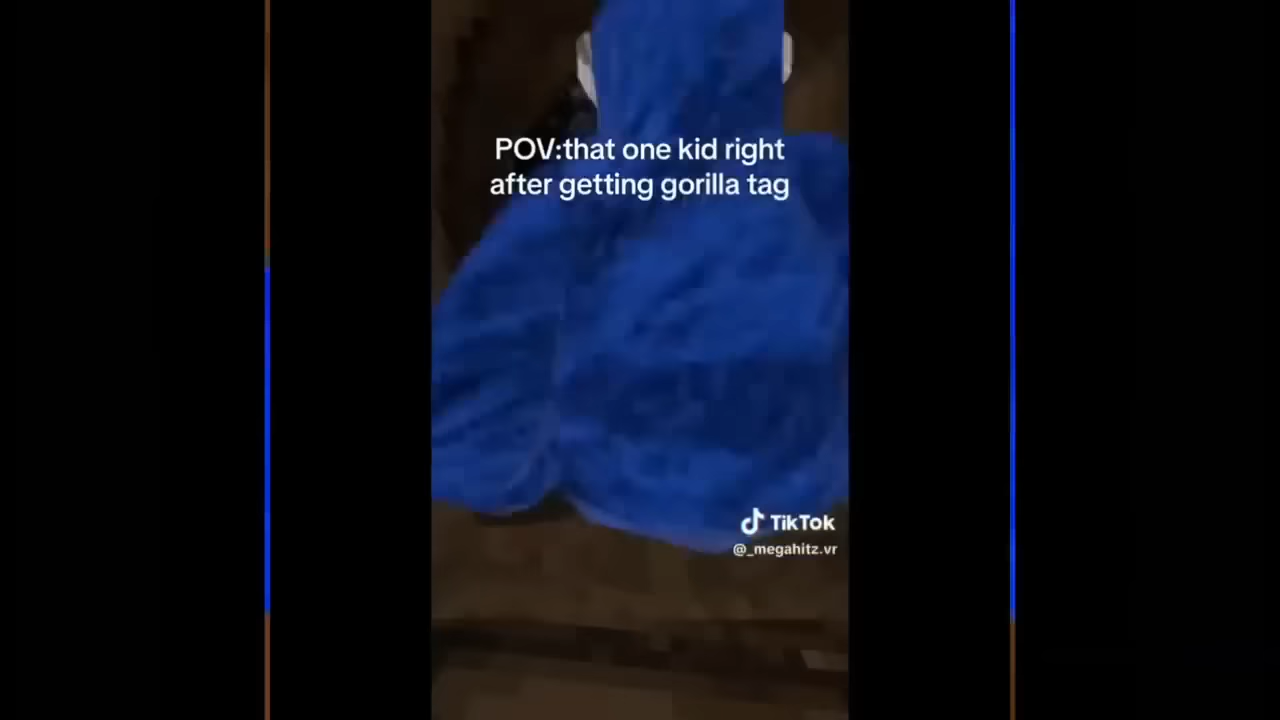 POV:that one kid right
after getting gorilla tag
TikTok
@_megahitz.vr